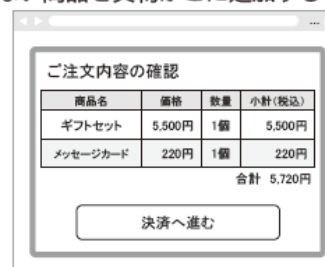 ご注文内容の確認
商品名 価格 数量 小計(税込)
ギフトセット 5,500円 1個 5,500円
メッセージカード 220円 1個 220円
合計 5,720円
決済へ進む